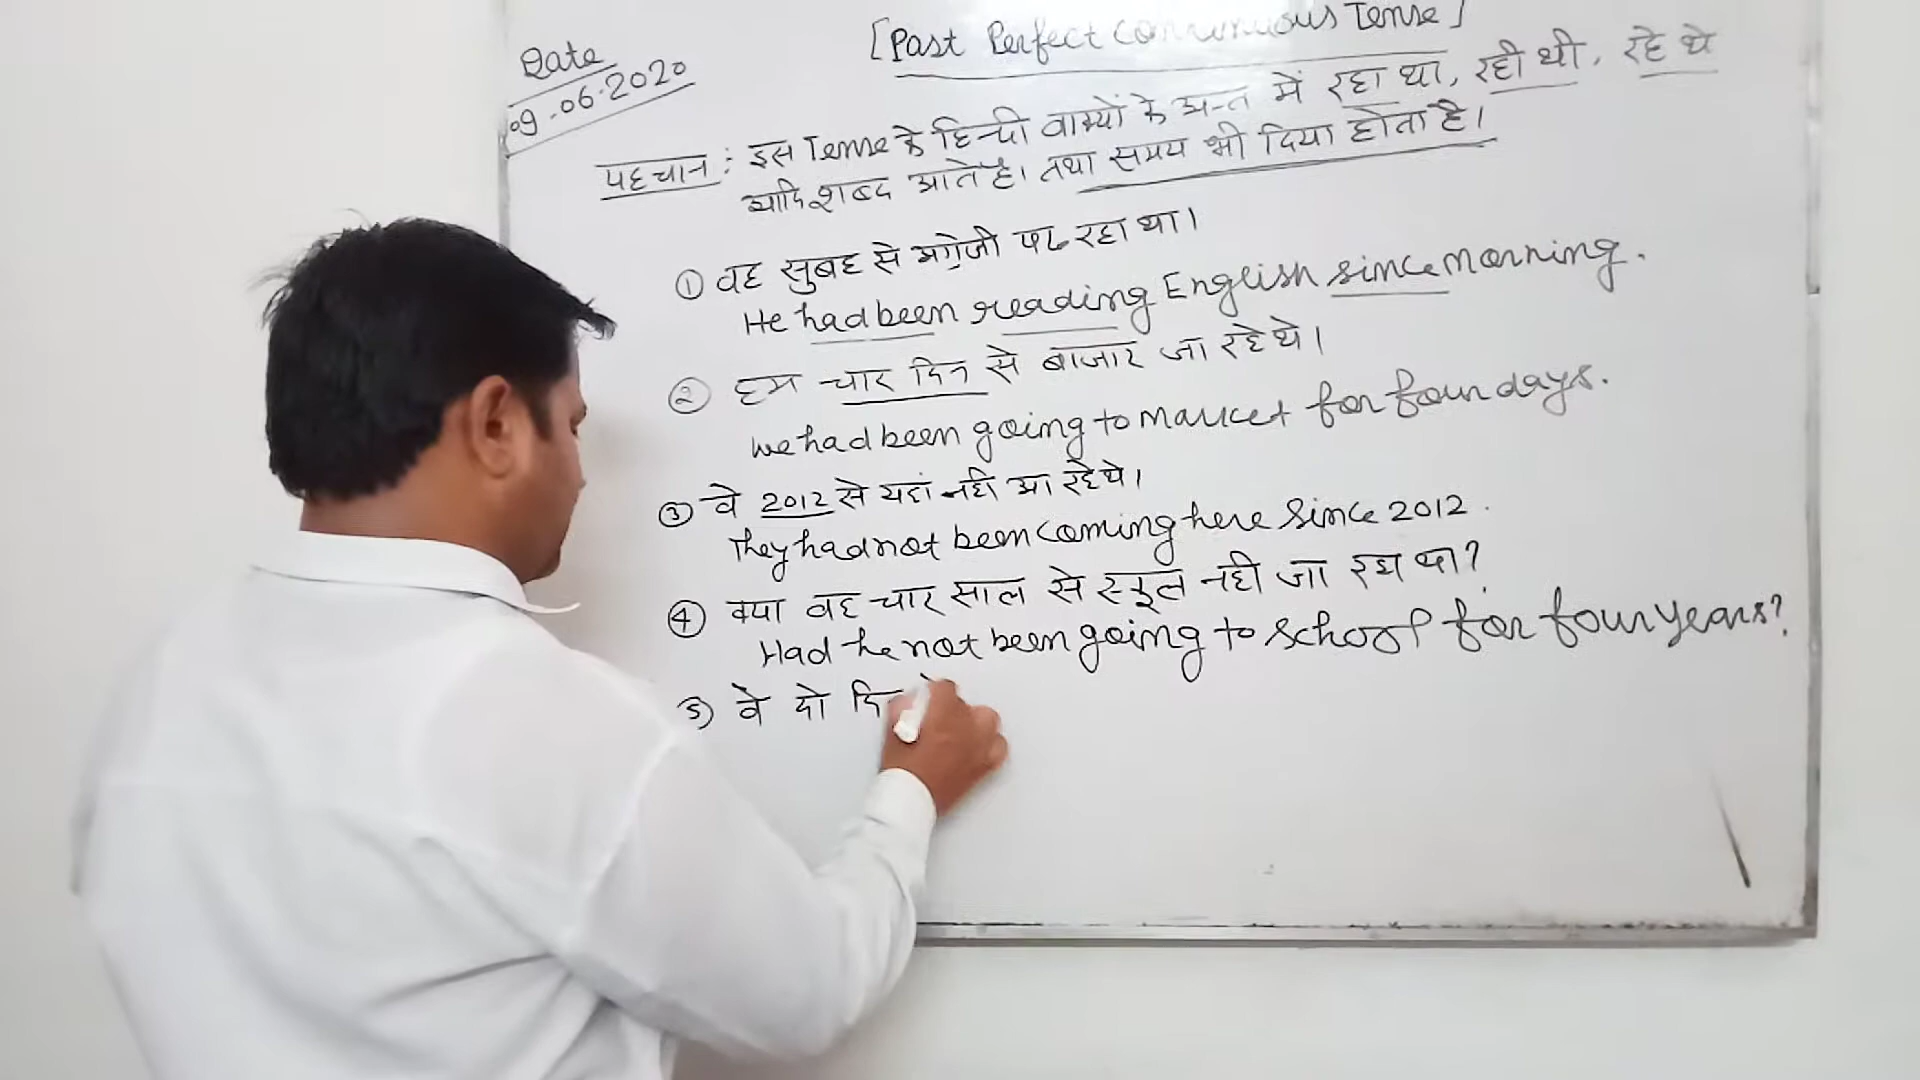 Date
09.06.2020
[Past Perfect Continuous Tense]
पहचान : इस Tense के हिन्दी वाक्यों के अन्त में रहा था, रही थी, रहे थे
आदि शब्द आते है। तथा समय भी दिया होता है।
① वह सुबह से अग्रेजी पढ रहा था।
He had been reading English since morning.
② हम चार दिन से बाजार जा रहे थे।
we had been going to market for four days.
③ वे 2012 से यहां नही आ रहे थे।
They had not been coming here since 2012.
④ क्या वह चार साल से स्कूल नही जा रहा था?
Had he not been going to school for four years?
5) वे दो